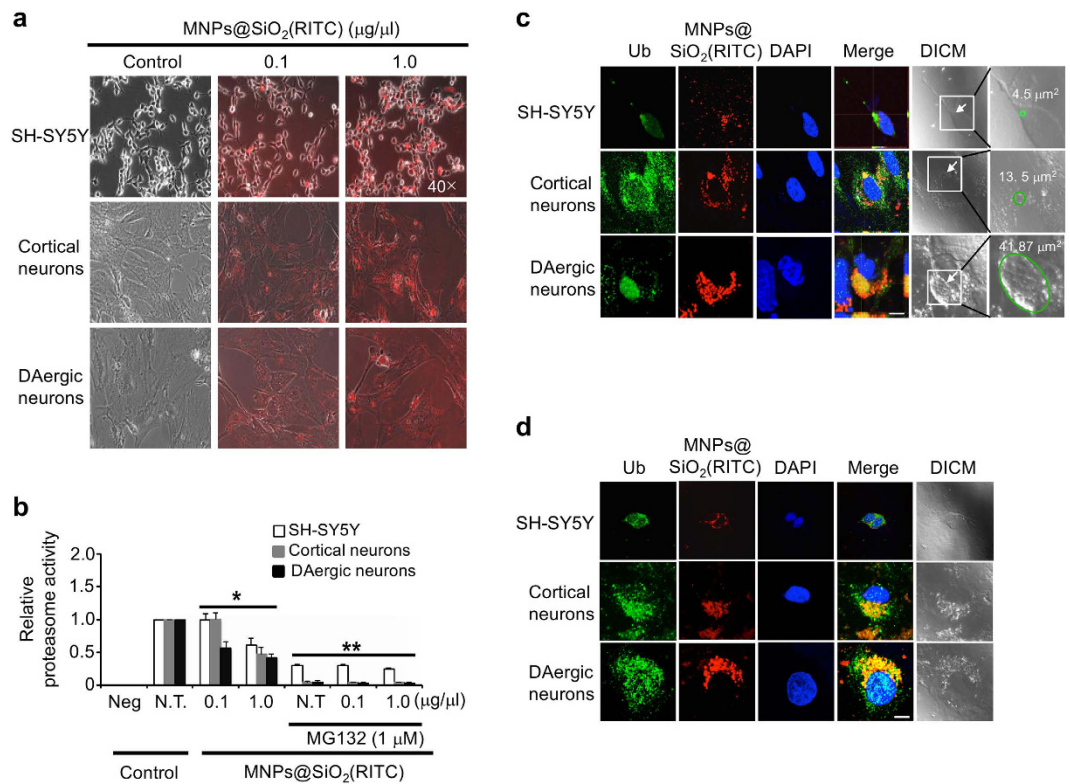 a
MNPs@SiO2(RITC) (μg/μl)
Control 0.1 1.0
SH-SY5Y
40×
Cortical
neurons
DAergic
neurons
b
SH-SY5Y
Cortical neurons
DAergic neurons
Relative
proteasome activity
2.0
1.5
1.0
0.5
0
*
**
Neg N.T. 0.1 1.0 N.T 0.1 1.0 (μg/μl)
MG132 (1 μM)
Control MNPs@SiO2(RITC)
c
MNPs@
Ub SiO2(RITC) DAPI Merge DICM
SH-SY5Y
4.5 μm2
Cortical
neurons
13. 5 μm2
DAergic
neurons
41.87 μm2
d
MNPs@
Ub SiO2(RITC) DAPI Merge DICM
SH-SY5Y
Cortical
neurons
DAergic
neurons